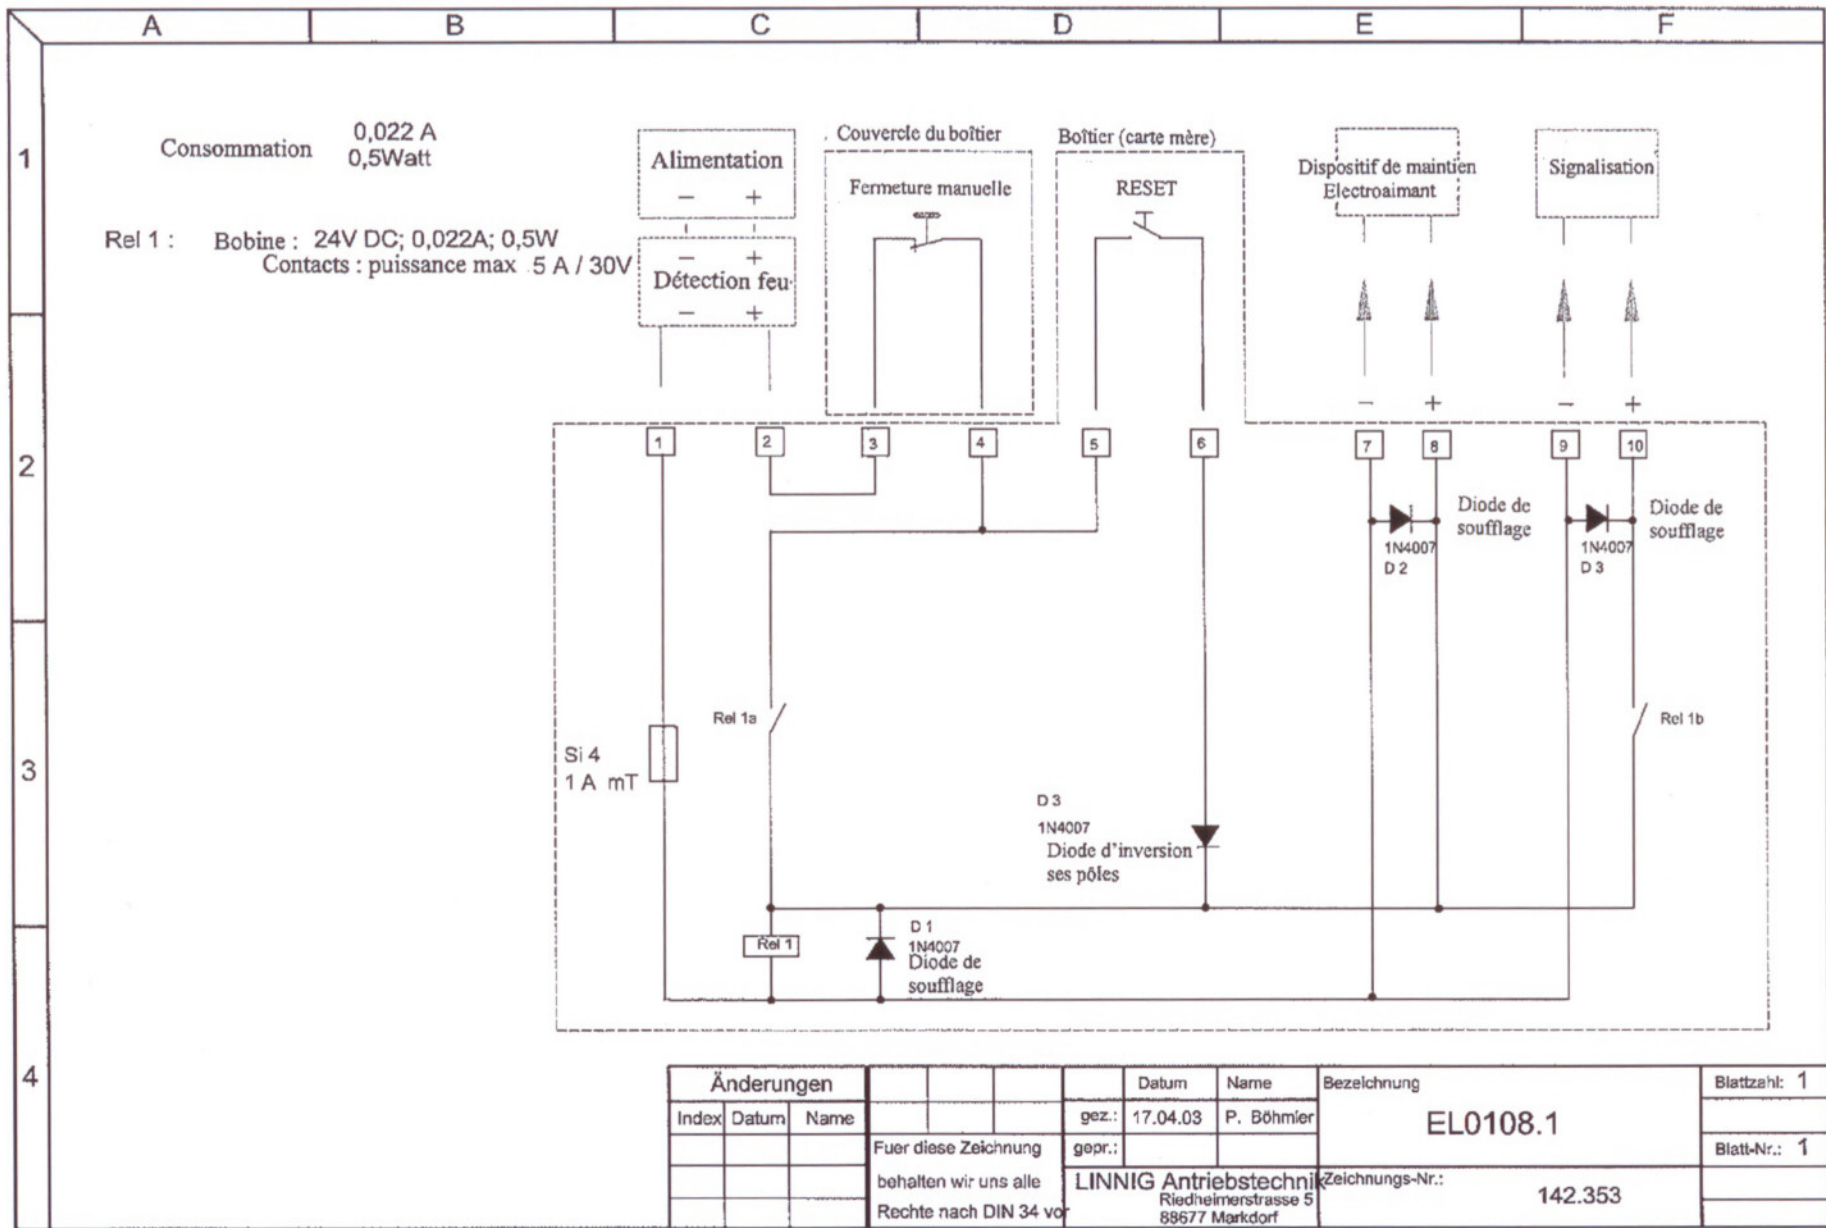 A B C D E F
1
2
3
4
Consommation 0,022 A
0,5Watt
Rel 1 : Bobine : 24V DC; 0,022A; 0,5W
Contacts : puissance max 5 A / 30V
Alimentation
- +
- +
Détection feu
- +
Couvercle du boîtier
Fermeture manuelle
Boîtier (carte mère)
RESET
Dispositif de maintien
Electroaimant
Signalisation
- + - +
1 2 3 4 5 6 7 8 9 10
Diode de
soufflage
1N4007
D 2
Diode de
soufflage
1N4007
D 3
Rel 1a
Rel 1b
Si 4
1 A mT
D 3
1N4007
Diode d'inversion
ses pôles
Rel 1
D 1
1N4007
Diode de
soufflage
Änderungen
Index Datum Name
Fuer diese Zeichnung
behalten wir uns alle
Rechte nach DIN 34 vor
Datum Name
gez.: 17.04.03 P. Böhmler
gepr.:
LINNIG Antriebstechnik
Riedheimerstrasse 5
88677 Markdorf
Bezeichnung
EL0108.1
Zeichnungs-Nr.:
142.353
Blattzahl: 1
Blatt-Nr.: 1